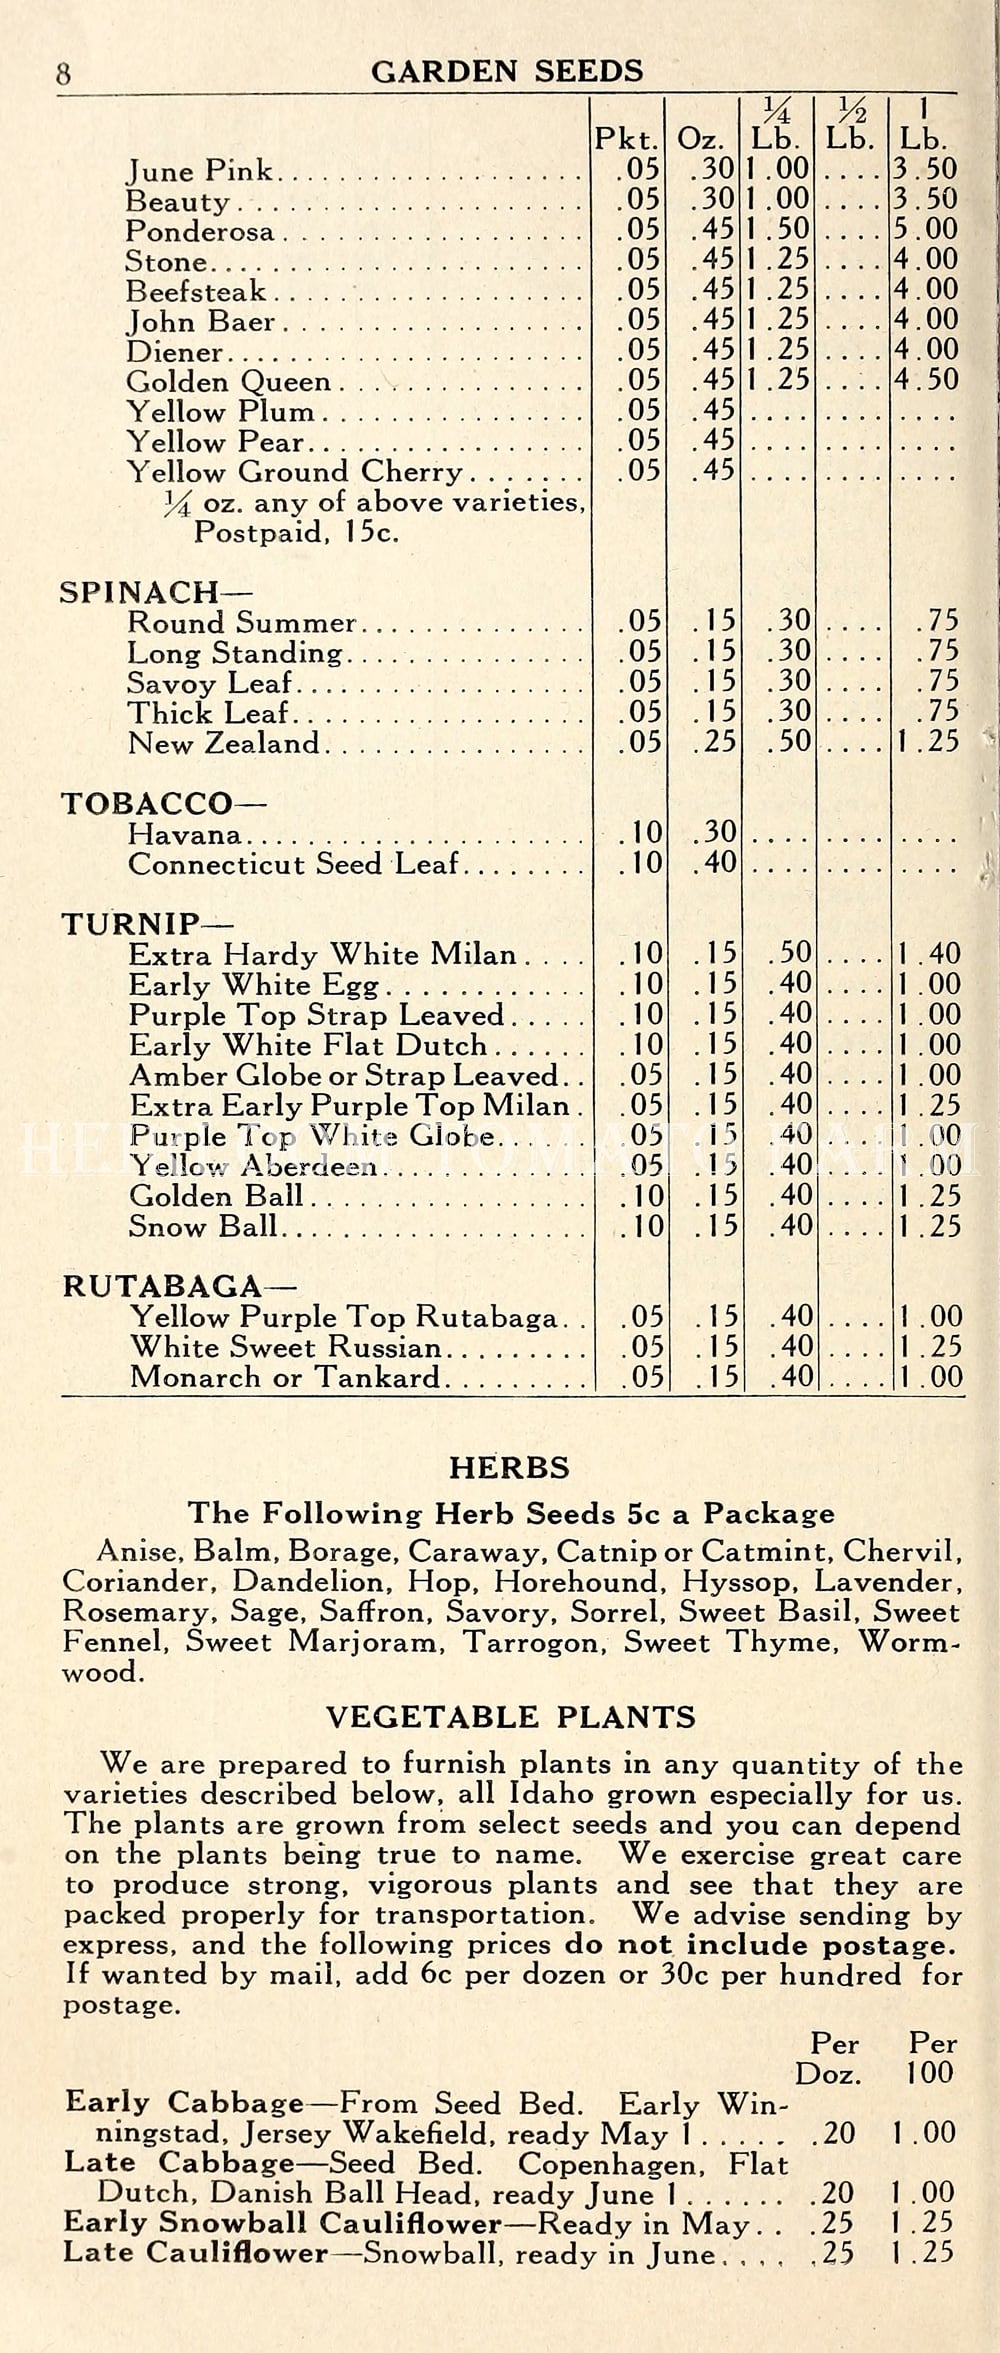 8 GARDEN SEEDS
Pkt. Oz. ¼ Lb. ½ Lb. 1 Lb.
June Pink. . . . . . . . . . . . . . . . . . . .05 .30 1.00 . . . . 3.50
Beauty. . . . . . . . . . . . . . . . . . . . . .05 .30 1.00 . . . . 3.50
Ponderosa . . . . . . . . . . . . . . . . . . .05 .45 1.50 . . . . 5.00
Stone. . . . . . . . . . . . . . . . . . . . . . .05 .45 1.25 . . . . 4.00
Beefsteak . . . . . . . . . . . . . . . . . . . .05 .45 1.25 . . . . 4.00
John Baer . . . . . . . . . . . . . . . . . . . .05 .45 1.25 . . . . 4.00
Diener. . . . . . . . . . . . . . . . . . . . . . .05 .45 1.25 . . . . 4.00
Golden Queen . . . . . . . . . . . . . . . .05 .45 1.25 . . . . 4.50
Yellow Plum . . . . . . . . . . . . . . . . . .05 .45 . . . . . . . . . . . .
Yellow Pear. . . . . . . . . . . . . . . . . . .05 .45 . . . . . . . . . . . .
Yellow Ground Cherry . . . . . . . .05 .45 . . . . . . . . . . . .
¼ oz. any of above varieties,
Postpaid, 15c.
SPINACH—
Round Summer. . . . . . . . . . . . . . .05 .15 .30 . . . . .75
Long Standing. . . . . . . . . . . . . . . .05 .15 .30 . . . . .75
Savoy Leaf. . . . . . . . . . . . . . . . . . .05 .15 .30 . . . . .75
Thick Leaf. . . . . . . . . . . . . . . . . . .05 .15 .30 . . . . .75
New Zealand. . . . . . . . . . . . . . . . .05 .25 .50 . . . . 1.25
TOBACCO—
Havana. . . . . . . . . . . . . . . . . . . . . .10 .30 . . . . . . . . . . . .
Connecticut Seed Leaf. . . . . . . . .10 .40 . . . . . . . . . . . .
TURNIP—
Extra Hardy White Milan . . . . .10 .15 .50 . . . . 1.40
Early White Egg . . . . . . . . . . . . . .10 .15 .40 . . . . 1.00
Purple Top Strap Leaved . . . . . .10 .15 .40 . . . . 1.00
Early White Flat Dutch . . . . . . .10 .15 .40 . . . . 1.00
Amber Globe or Strap Leaved. . .05 .15 .40 . . . . 1.00
Extra Early Purple Top Milan . .05 .15 .40 . . . . 1.25
Purple Top White Globe. . . . . . .05 .15 .40 . . . . 1.00
Yellow Aberdeen . . . . . . . . . . . . . .05 .15 .40 . . . . 1.00
Golden Ball . . . . . . . . . . . . . . . . . . .10 .15 .40 . . . . 1.25
Snow Ball. . . . . . . . . . . . . . . . . . . . .10 .15 .40 . . . . 1.25
HEIRLOOM TOMATO FARM
RUTABAGA—
Yellow Purple Top Rutabaga. . .05 .15 .40 . . . . 1.00
White Sweet Russian. . . . . . . . . .05 .15 .40 . . . . 1.25
Monarch or Tankard. . . . . . . . . .05 .15 .40 . . . . 1.00
HERBS
The Following Herb Seeds 5c a Package
Anise, Balm, Borage, Caraway, Catnip or Catmint, Chervil,
Coriander, Dandelion, Hop, Horehound, Hyssop, Lavender,
Rosemary, Sage, Saffron, Savory, Sorrel, Sweet Basil, Sweet
Fennel, Sweet Marjoram, Tarrogon, Sweet Thyme, Worm-
wood.
VEGETABLE PLANTS
We are prepared to furnish plants in any quantity of the
varieties described below, all Idaho grown especially for us.
The plants are grown from select seeds and you can depend
on the plants being true to name. We exercise great care
to produce strong, vigorous plants and see that they are
packed properly for transportation. We advise sending by
express, and the following prices do not include postage.
If wanted by mail, add 6c per dozen or 30c per hundred for
postage.
Per Per
Doz. 100
Early Cabbage—From Seed Bed. Early Win-
ningstad, Jersey Wakefield, ready May 1 . . . . . .20 1.00
Late Cabbage—Seed Bed. Copenhagen, Flat
Dutch, Danish Ball Head, ready June 1 . . . . . . .20 1.00
Early Snowball Cauliflower—Ready in May. . .25 1.25
Late Cauliflower—Snowball, ready in June. . . . .25 1.25